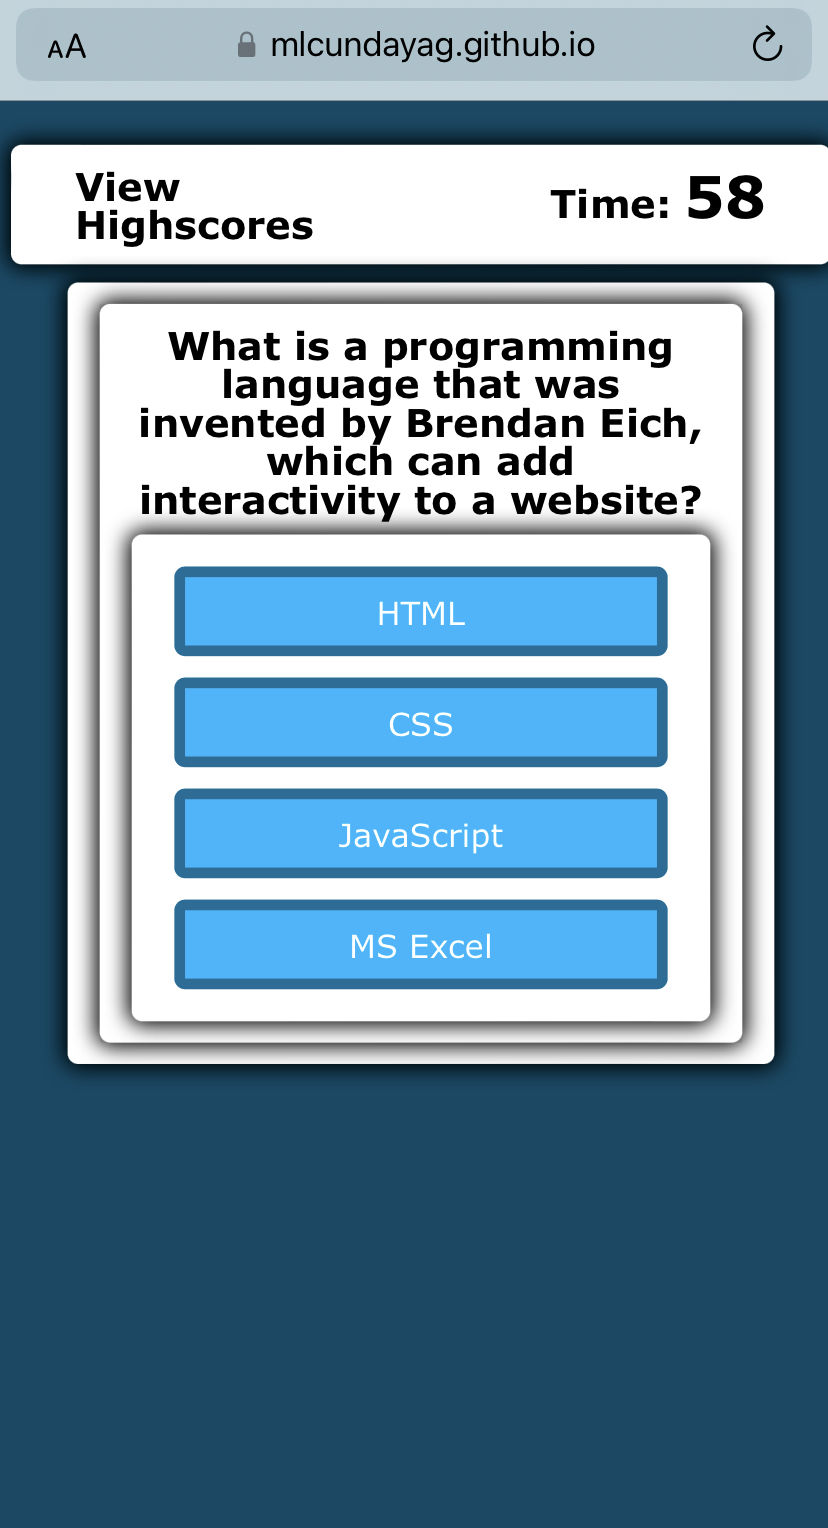 AA mlcundayag.github.io
View
Highscores
Time: 58
What is a programming
language that was
invented by Brendan Eich,
which can add
interactivity to a website?
HTML
CSS
JavaScript
MS Excel